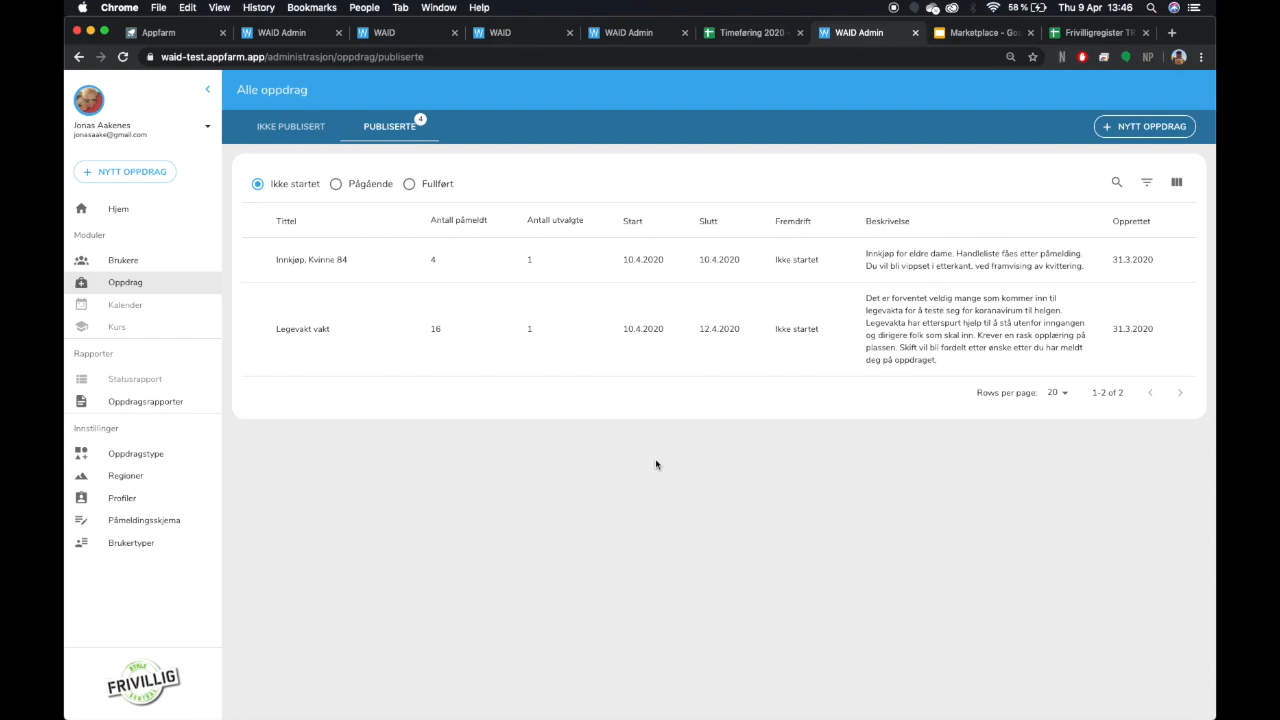 Chrome File Edit View History Bookmarks People Tab Window Help 58 % Thu 9 Apr 13:46
Appfarm WAID Admin WAID WAID WAID Admin Timeføring 2020 - WAID Admin Marketplace - Goo Frivilligregister TR
waid-test.appfarm.app/administrasjon/oppdrag/publiserte
Alle oppdrag
Jonas Aakenes
jonasaake@gmail.com
IKKE PUBLISERT PUBLISERTE 4 + NYTT OPPDRAG
+ NYTT OPPDRAG
Hjem
Moduler
Brukere
Oppdrag
Kalender
Kurs
Rapporter
Statusrapport
Oppdragsrapporter
Innstillinger
Oppdragstype
Regioner
Profiler
Påmeldingsskjema
Brukertyper
FRIVILLIG
Ikke startet Pågående Fullført
Tittel Antall påmeldt Antall utvalgte Start Slutt Fremdrift Beskrivelse Opprettet
Innkjøp, Kvinne 84 4 1 10.4.2020 10.4.2020 Ikke startet Innkjøp for eldre dame. Handleliste fåes etter påmelding. 31.3.2020
Du vil bli vippset i etterkant, ved framvising av kvittering.
Det er forventet veldig mange som kommer inn til
legevakta for å teste seg for koranavirum til helgen.
Legevakt vakt 16 1 10.4.2020 12.4.2020 Ikke startet Legevakta har etterspurt hjelp til å stå utenfor inngangen 31.3.2020
og dirigere folk som skal inn. Krever en rask opplæring på
plassen. Skift vil bli fordelt etter ønske etter du har meldt
deg på oppdraget.
Rows per page: 20 1-2 of 2